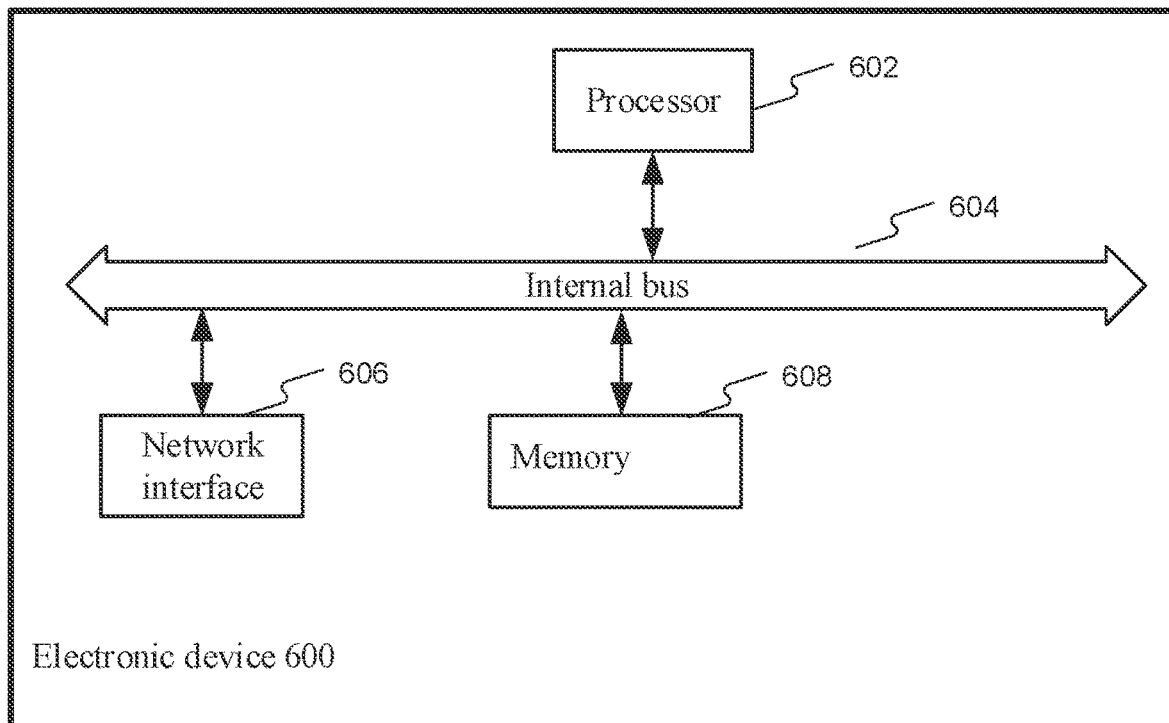 602
Processor
604
Internal bus
606
608
Network
interface
Memory
Electronic device 600